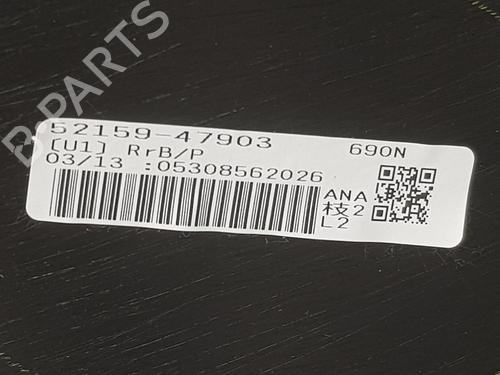 B-PARTS
52159-47903 690N
[U1] RrB/P
03/13 :05308562026
ANA
枝2
L2